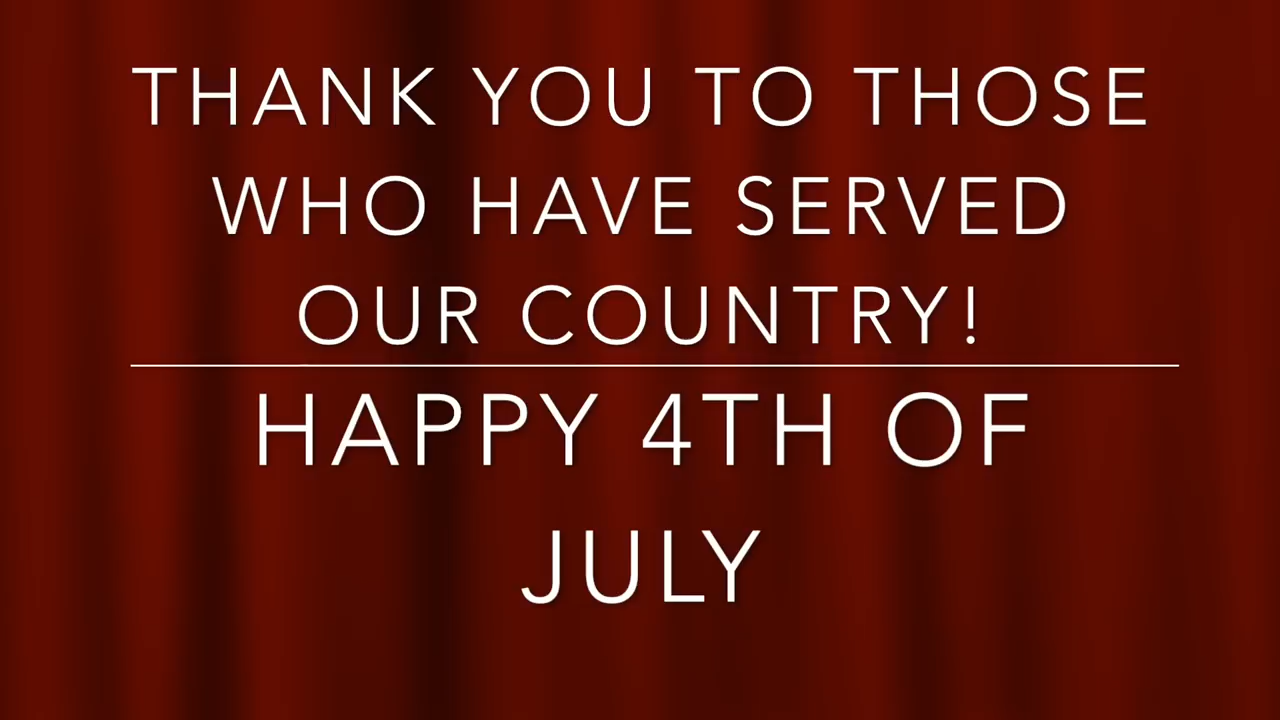 THANK YOU TO THOSE
WHO HAVE SERVED
OUR COUNTRY!
HAPPY 4TH OF
JULY